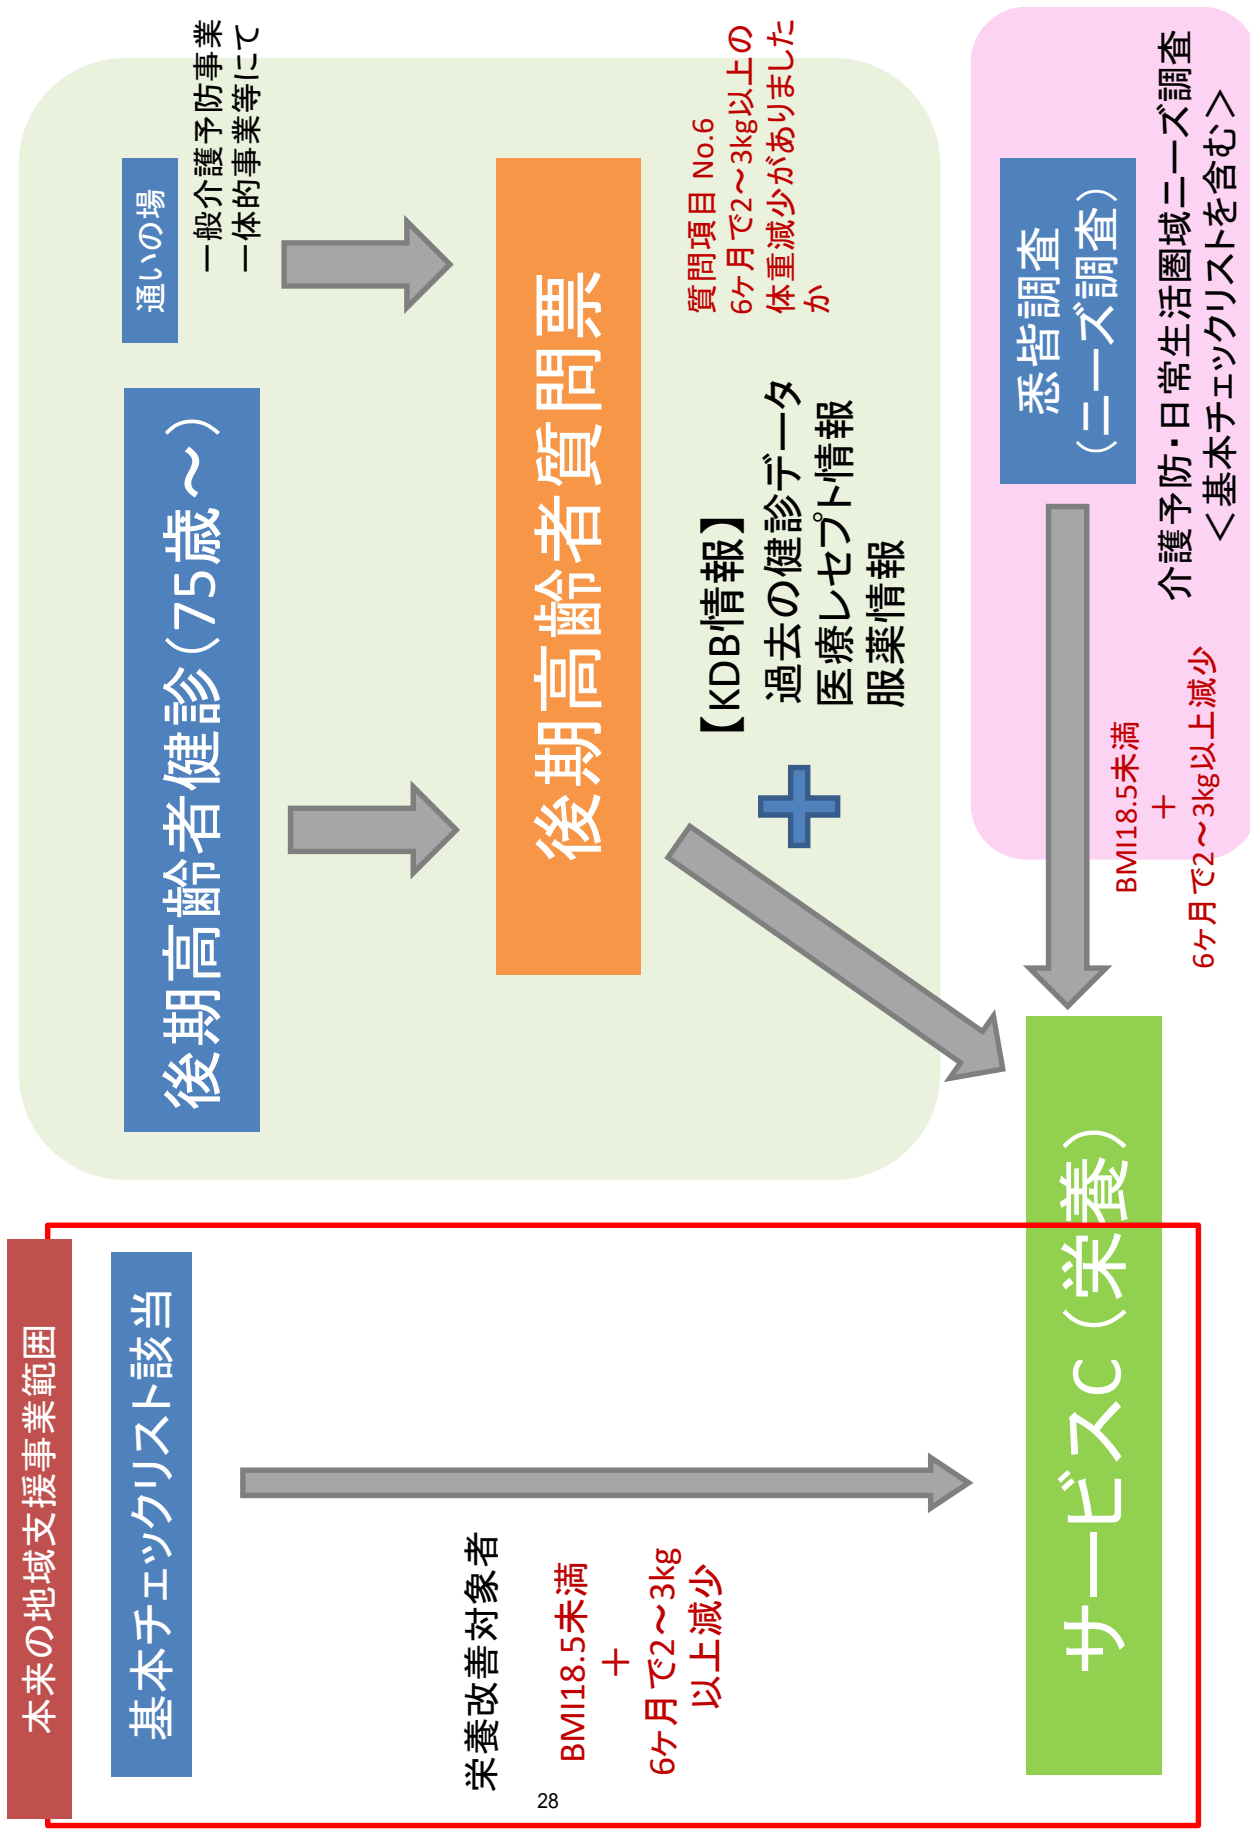 本来の地域支援事業範囲
基本チェックリスト該当
栄養改善対象者
BMI18.5未満
＋
6ケ月で2～3kg
以上減少
後期高齢者健診（75歳～）
通いの場
一般介護予防事業
一体的事業等にて
後期高齢者質問票
【KDB情報】
過去の健診データ
医療レセプト情報
服薬情報
質問項目 No.6
6ケ月で2～3kg以上の
体重減少がありました
か
サービスC（栄養）
BMI18.5未満
＋
6ケ月で2～3kg以上減少
悉皆調査
（ニーズ調査）
介護予防・日常生活圏域ニーズ調査
＜基本チェックリストを含む＞
28